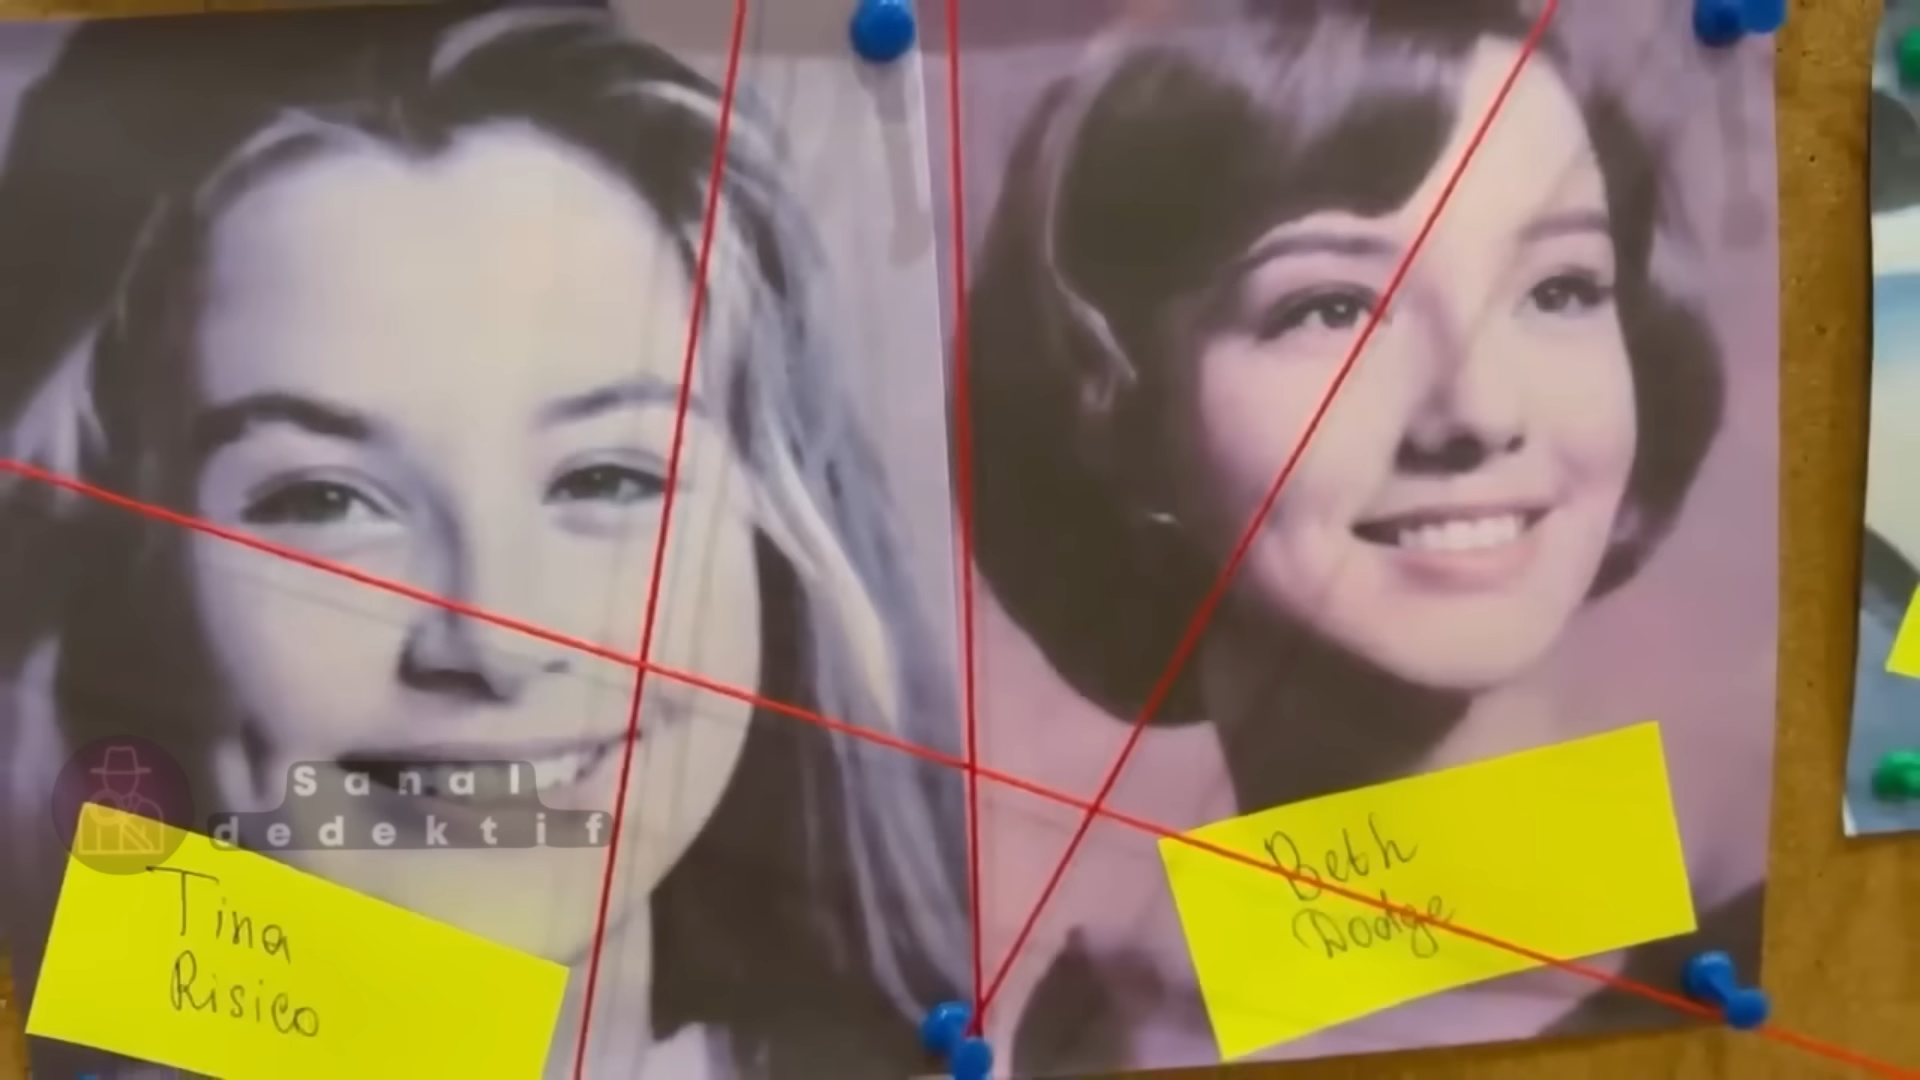 Sanal
dedektif
Tina
Risico
Beth
Dodge